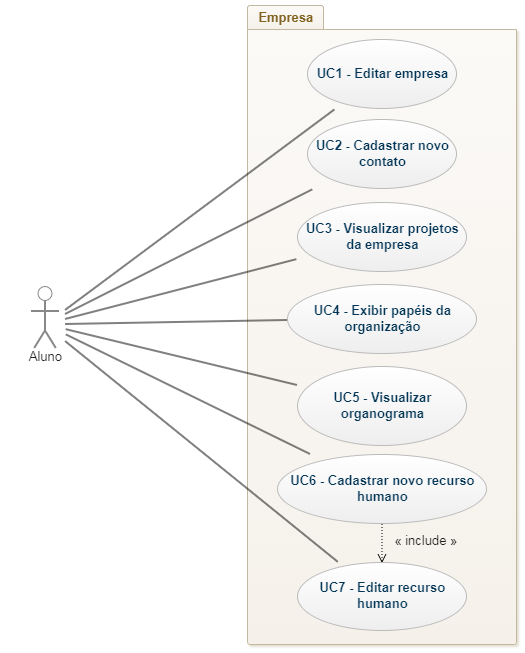 Empresa
UC1 - Editar empresa
UC2 - Cadastrar novo
contato
UC3 - Visualizar projetos
da empresa
UC4 - Exibir papéis da
organização
Aluno
UC5 - Visualizar
organograma
UC6 - Cadastrar novo recurso
humano
« include »
UC7 - Editar recurso
humano